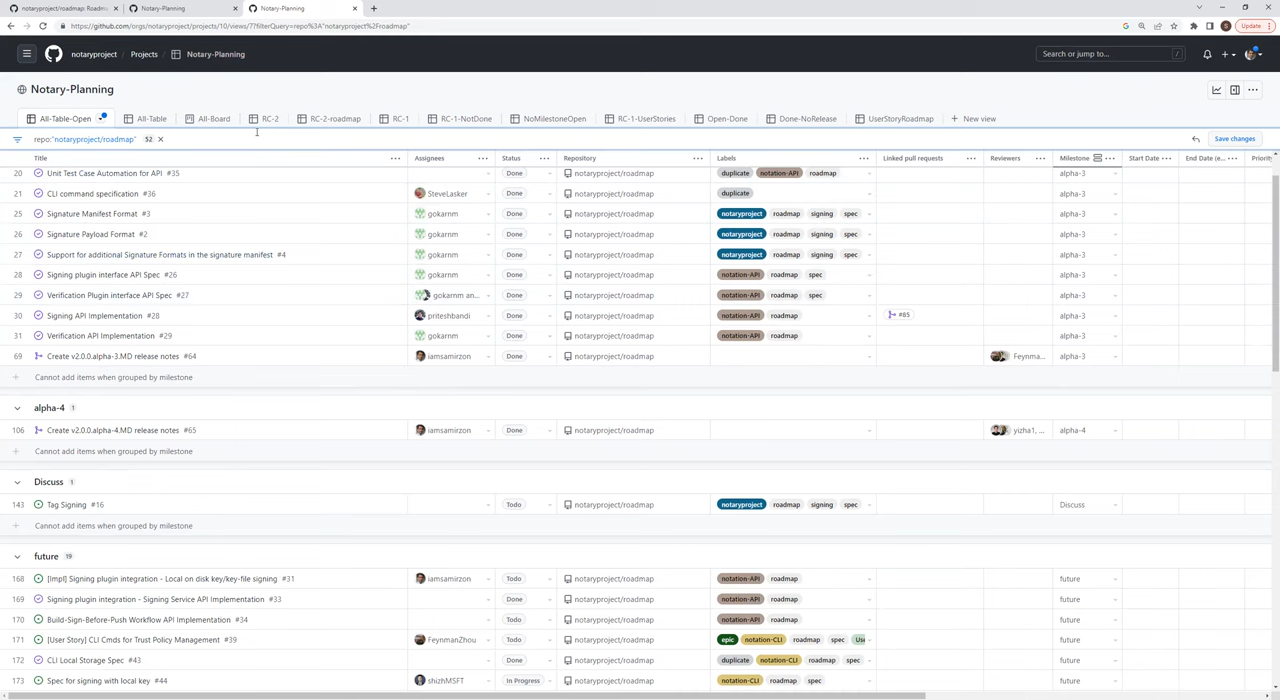 notaryproject/roadmap Roadm
Notary-Planning
Notary-Planning
https://github.com/orgs/notaryproject/projects/10/views/7?filterQuery=repo%3A"notaryproject%2Froadmap"
Update
notaryproject Projects Notary-Planning
Search or jump to... /
Notary-Planning
All-Table-Open All-Table All-Board RC-2 RC-2-roadmap RC-1 RC-1-NotDone NoMilestoneOpen RC-1-UserStories Open-Done Done-NoRelease UserStoryRoadmap New view
repo:"notaryproject/roadmap" 52 Save changes
Title Assignees Status Repository Labels Linked pull requests Reviewers Milestone Start Date End Date (e... Priority
20 Unit Test Case Automation for API #35 Done notaryproject/roadmap duplicate notation-API roadmap alpha-3
21 CLI command specification #36 SteveLasker Done notaryproject/roadmap duplicate alpha-3
25 Signature Manifest Format #3 gokarnm Done notaryproject/roadmap notaryproject roadmap signing spec alpha-3
26 Signature Payload Format #2 gokarnm Done notaryproject/roadmap notaryproject roadmap signing spec alpha-3
27 Support for additional Signature Formats in the signature manifest #4 gokarnm Done notaryproject/roadmap notaryproject roadmap signing spec alpha-3
28 Signing plugin interface API Spec #26 gokarnm Done notaryproject/roadmap notation-API roadmap spec alpha-3
29 Verification Plugin interface API Spec #27 gokarnm an... Done notaryproject/roadmap notation-API roadmap spec alpha-3
30 Signing API Implementation #28 priteshbandi Done notaryproject/roadmap notation-API roadmap #85 alpha-3
31 Verification API Implementation #29 gokarnm Done notaryproject/roadmap notation-API roadmap alpha-3
69 Create v2.0.0.alpha-3.MD release notes #64 iamsamirzon Done notaryproject/roadmap Feynma... alpha-3
Cannot add items when grouped by milestone
alpha-4 1
106 Create v2.0.0.alpha-4.MD release notes #65 iamsamirzon Done notaryproject/roadmap yizha1, ... alpha-4
Cannot add items when grouped by milestone
Discuss 1
143 Tag Signing #16 Todo notaryproject/roadmap notaryproject roadmap signing spec Discuss
Cannot add items when grouped by milestone
future 19
168 [Impl] Signing plugin integration - Local on disk key/key-file signing #31 iamsamirzon Todo notaryproject/roadmap notation-API roadmap future
169 Signing plugin integration - Signing Service API Implementation #33 Done notaryproject/roadmap notation-API roadmap future
170 Build-Sign-Before-Push Workflow API Implementation #34 Todo notaryproject/roadmap notation-API roadmap future
171 [User Story] CLI Cmds for Trust Policy Management #39 FeynmanZhou Todo notaryproject/roadmap epic notation-CLI roadmap spec Use future
172 CLI Local Storage Spec #43 Done notaryproject/roadmap duplicate notation-CLI roadmap spec future
173 Spec for signing with local key #44 shizhMSFT In Progress notaryproject/roadmap notation-CLI roadmap spec future